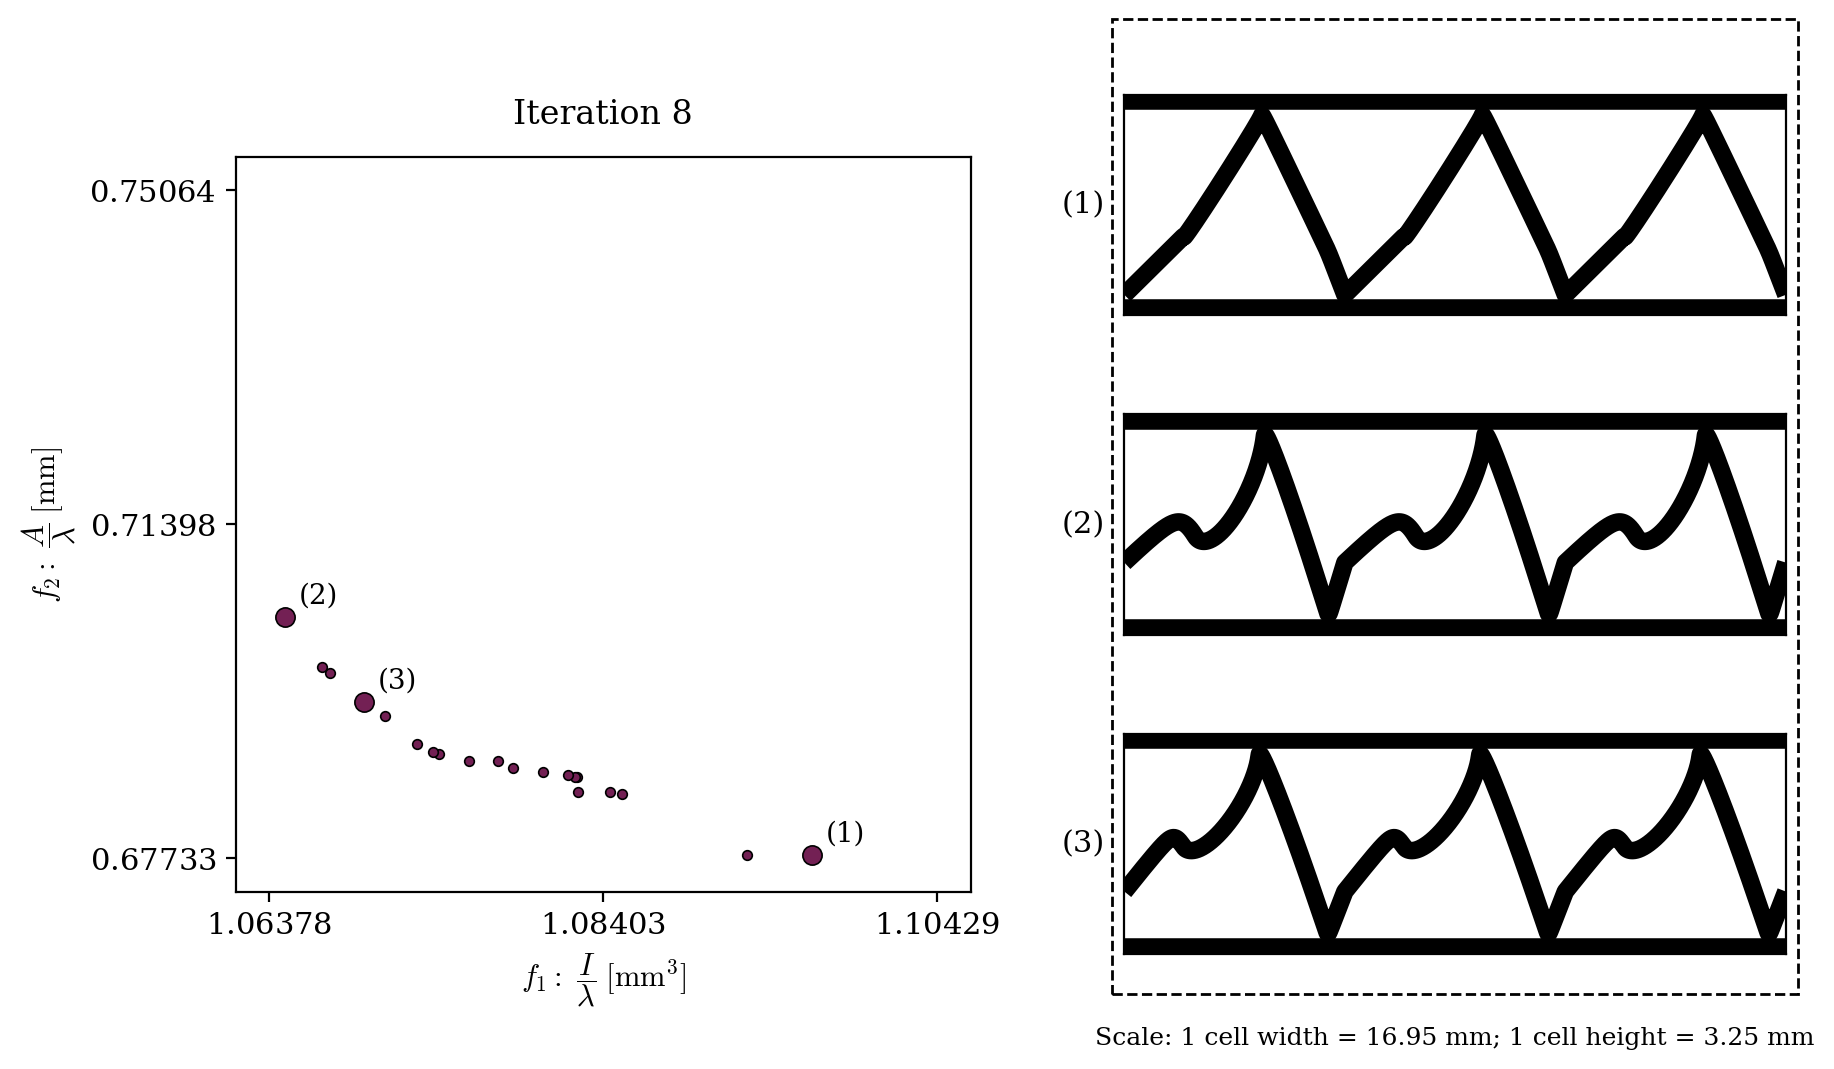 Iteration 8
0.75064
0.71398
0.67733
f₂ : A/λ [mm]
(2)
(3)
(1)
1.06378 1.08403 1.10429
f₁ : I/λ [mm³]
(1)
(2)
(3)
Scale: 1 cell width = 16.95 mm; 1 cell height = 3.25 mm